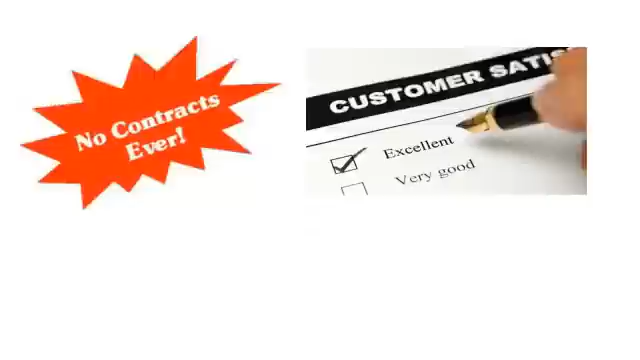 No Contracts
Ever!
CUSTOMER SATIS
Excellent
Very good